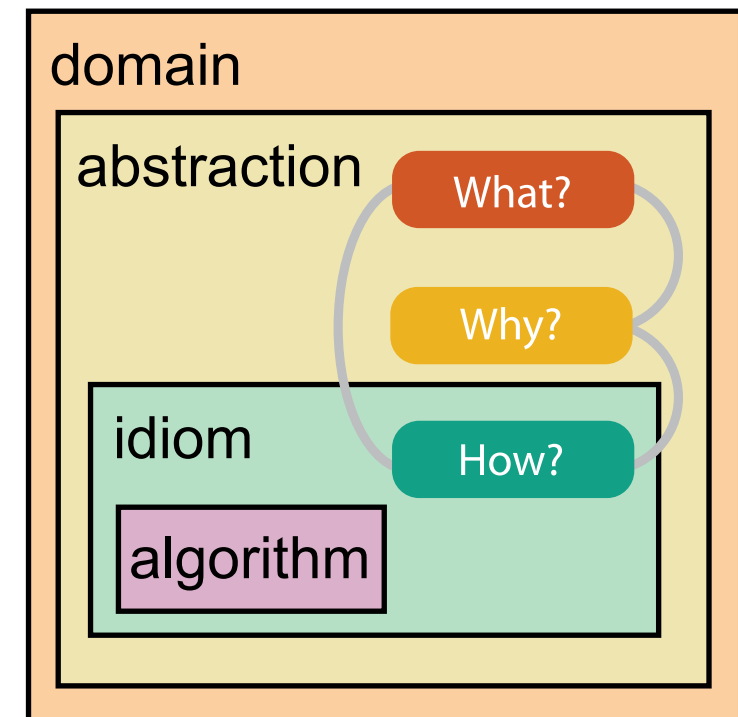 domain
abstraction
What?
Why?
idiom
How?
algorithm